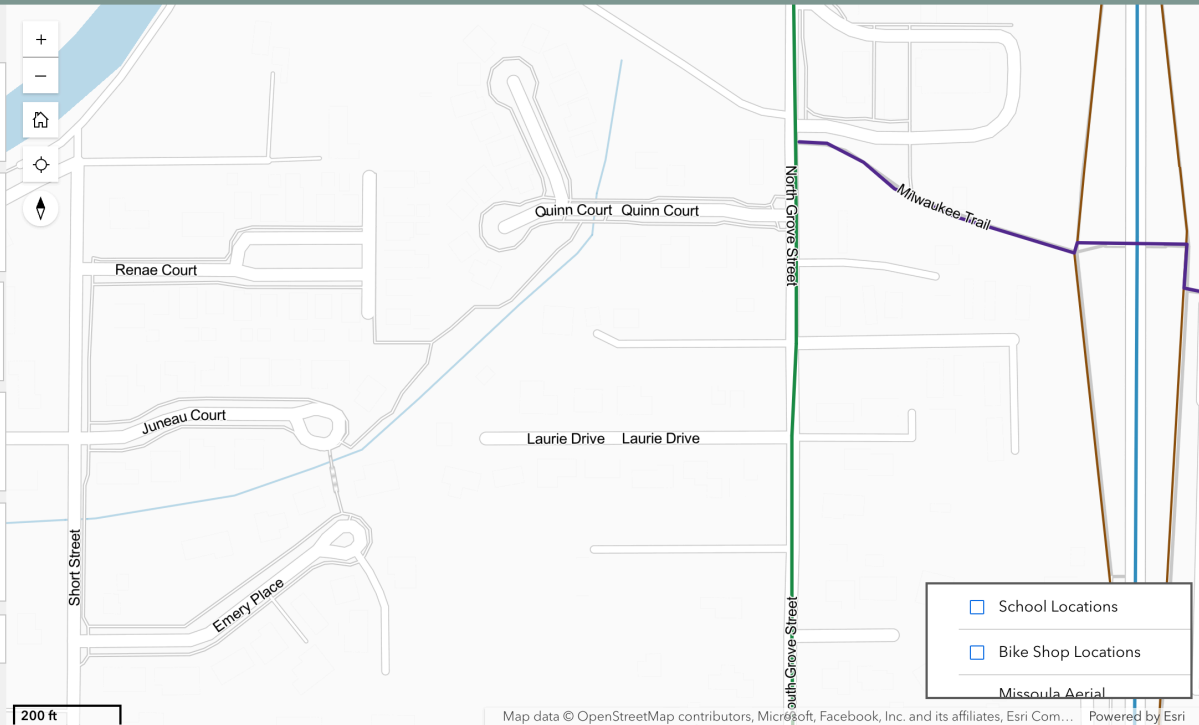 +
−
Quinn Court Quinn Court
North Grove Street
Milwaukee Trail
Renae Court
Juneau Court
Laurie Drive Laurie Drive
Short Street
Emery Place
outh Grove Street
School Locations
Bike Shop Locations
Missoula Aerial
200 ft
Map data © OpenStreetMap contributors, Microsoft, Facebook, Inc. and its affiliates, Esri Com... Powered by Esri